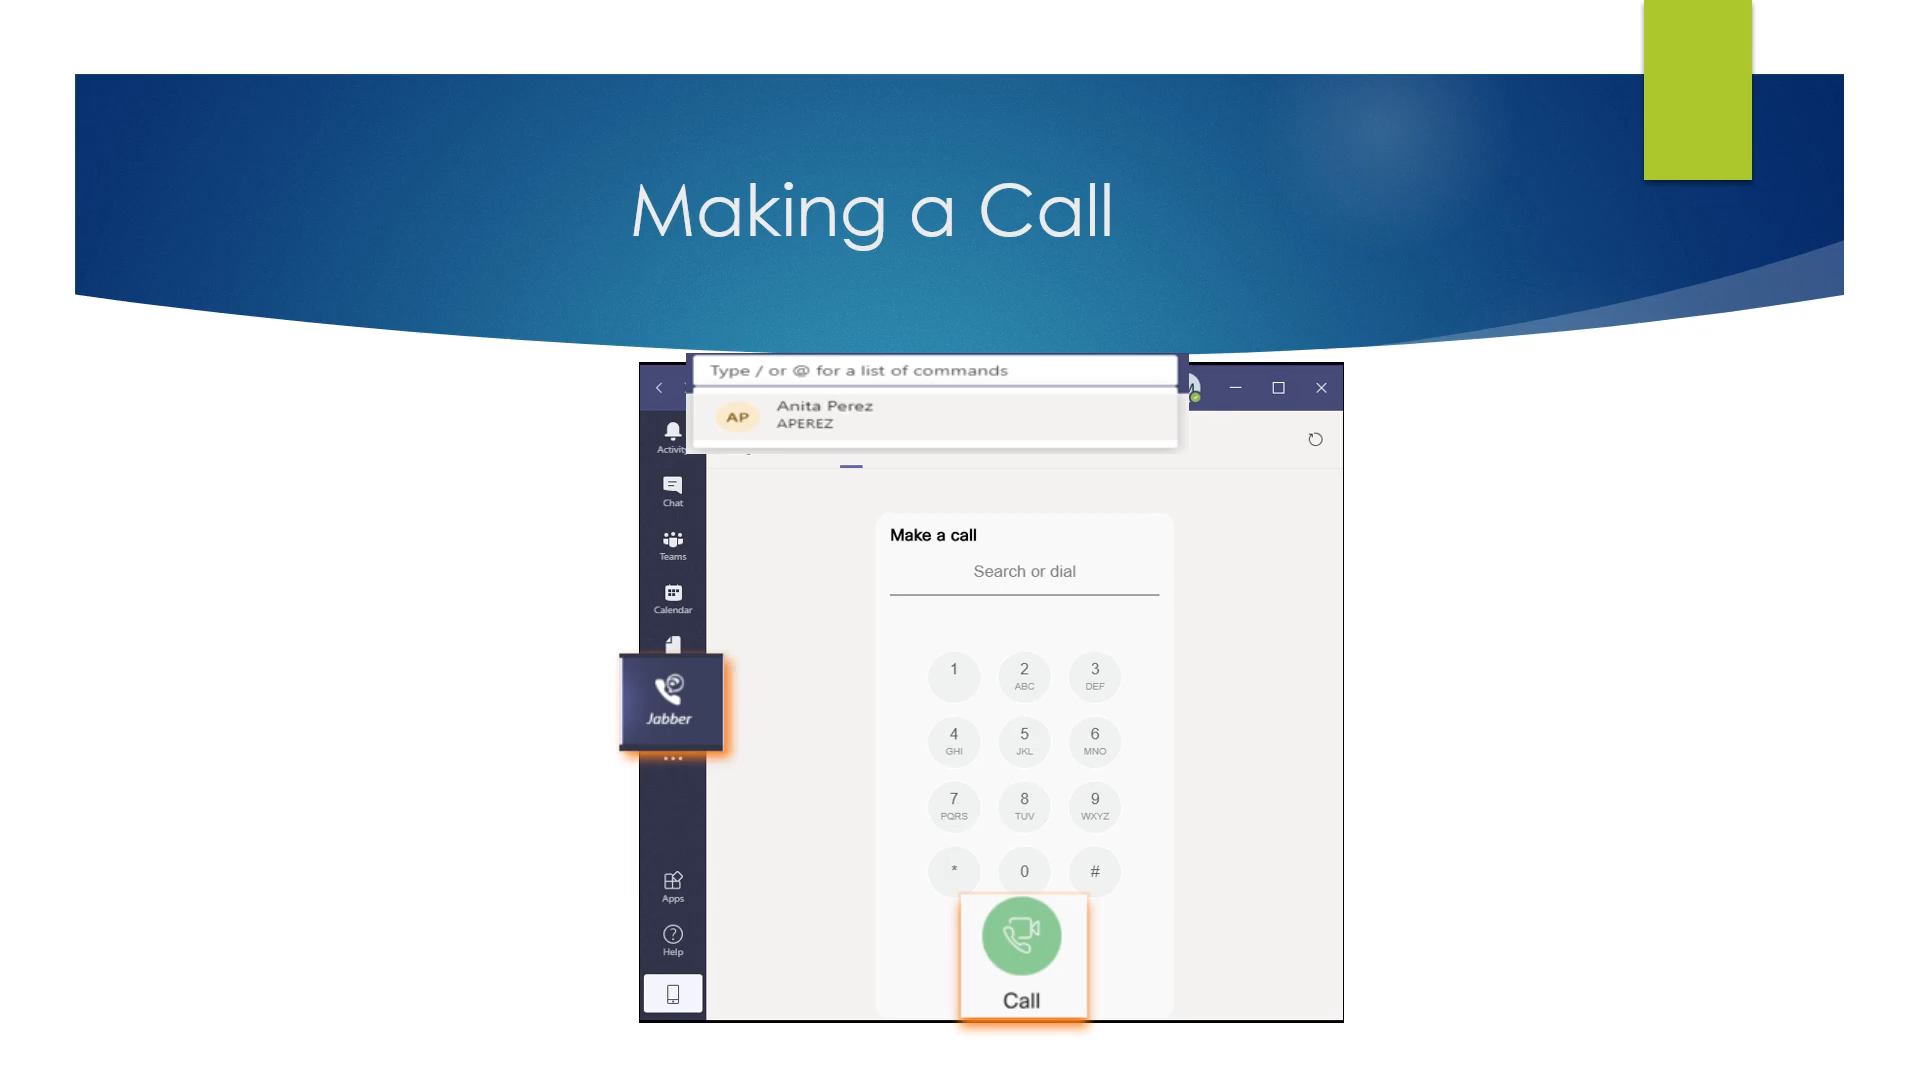 Making a Call
Type / or @ for a list of commands
AP
Anita Perez
APEREZ
Activity
Chat
Teams
Calendar
Jabber
Apps
Help
Make a call
Search or dial
1
2
3
ABC
DEF
4
5
6
GHI
JKL
MNO
7
8
9
PQRS
TUV
WXYZ
*
0
#
Call